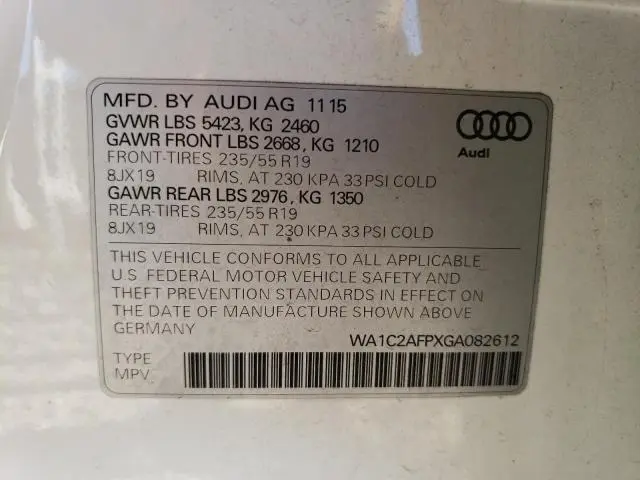 MFD. BY AUDI AG 11 15
GVWR LBS 5423, KG 2460
GAWR FRONT LBS 2668, KG 1210
FRONT-TIRES 235/55 R19
8JX19 RIMS, AT 230 KPA 33 PSI COLD
GAWR REAR LBS 2976, KG 1350
REAR-TIRES 235/55 R19
8JX19 RIMS, AT 230 KPA 33 PSI COLD
Audi
THIS VEHICLE CONFORMS TO ALL APPLICABLE
U.S. FEDERAL MOTOR VEHICLE SAFETY AND
THEFT PREVENTION STANDARDS IN EFFECT ON
THE DATE OF MANUFACTURE SHOWN ABOVE
GERMANY
WA1C2AFPXGA082612
TYPE
MPV